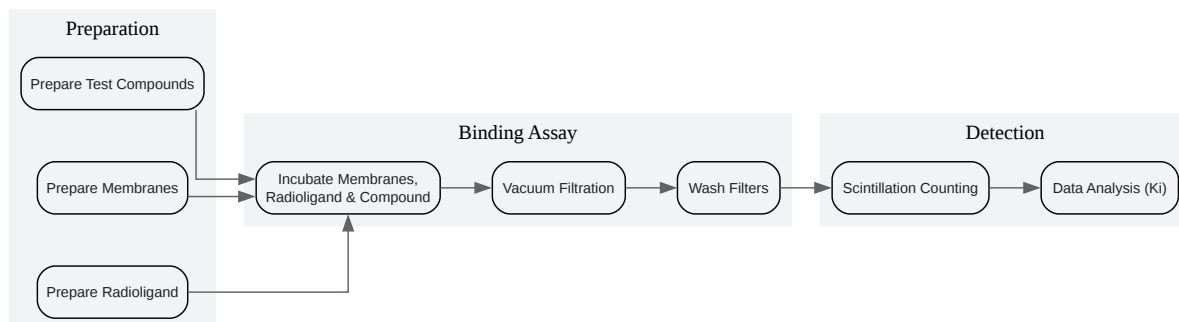 Preparation
Prepare Test Compounds
Prepare Membranes
Prepare Radioligand
Binding Assay
Incubate Membranes,
Radioligand & Compound
Vacuum Filtration
Wash Filters
Detection
Scintillation Counting
Data Analysis (Ki)